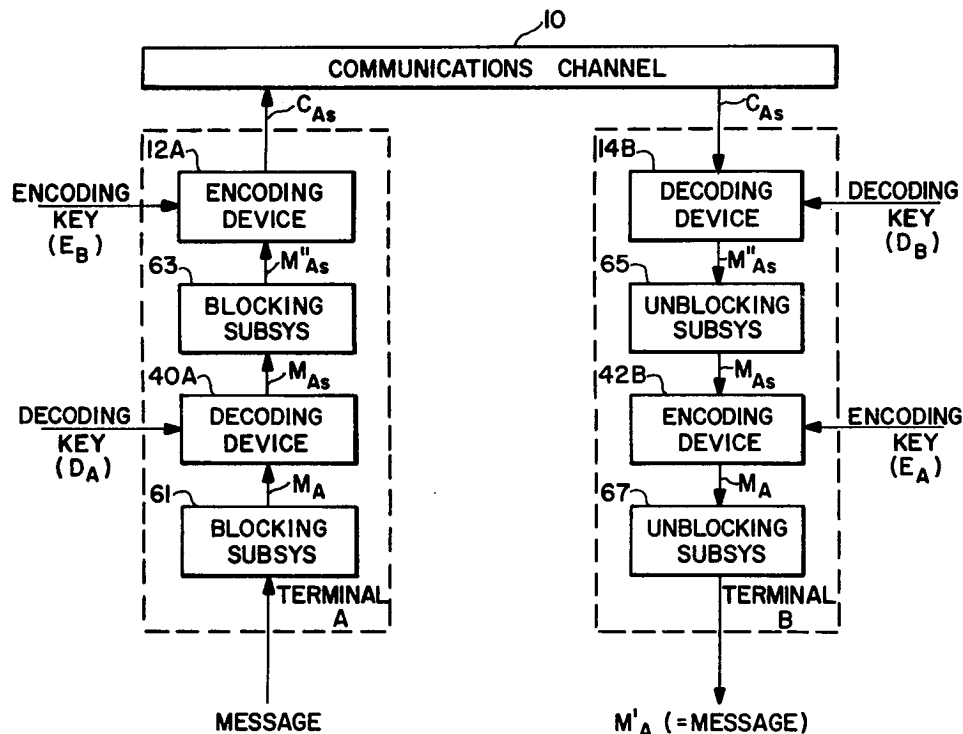 10
COMMUNICATIONS CHANNEL
C_As
C_As
12A
ENCODING
DEVICE
ENCODING
KEY
(E_B)
14B
DECODING
DEVICE
DECODING
KEY
(D_B)
M"_As
M"_As
63
BLOCKING
SUBSYS
65
UNBLOCKING
SUBSYS
M_As
M_As
40A
DECODING
DEVICE
DECODING
KEY
(D_A)
42B
ENCODING
DEVICE
ENCODING
KEY
(E_A)
M_A
M_A
61
BLOCKING
SUBSYS
67
UNBLOCKING
SUBSYS
TERMINAL
A
TERMINAL
B
MESSAGE
M'_A (=MESSAGE)